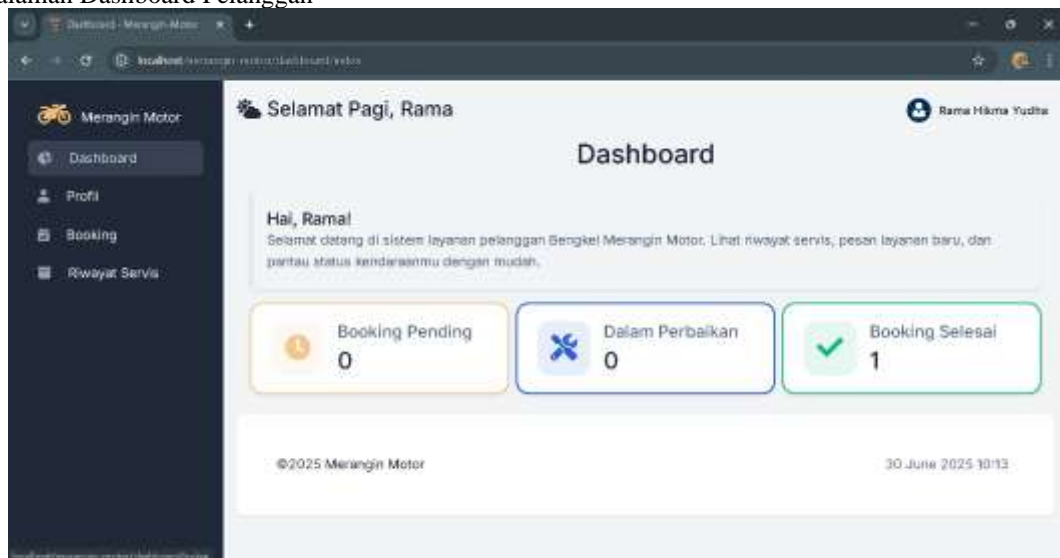 Dashboard Pelanggan
Dashboard - Merangin Motor
localhost/merangin-motor/dashboard/index
Merangin Motor
Selamat Pagi, Rama
Rama Hikma Yudha
Dashboard
Dashboard
Profil
Hai, Rama!
Booking
Selamat datang di sistem layanan pelanggan Bengkel Merangin Motor. Lihat riwayat servis, pesan layanan baru, dan
pantau status kendaraanmu dengan mudah.
Riwayat Servis
Booking Pending
0
Dalam Perbaikan
0
Booking Selesai
1
©2025 Merangin Motor
30 June 2025 10:13